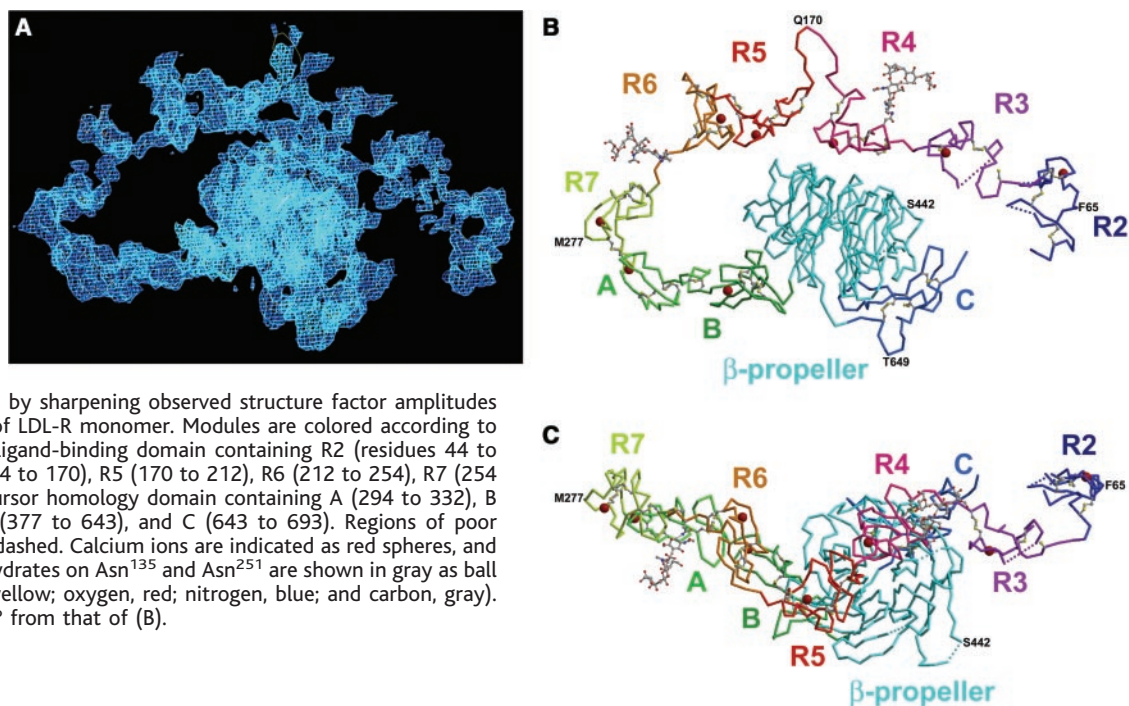 A
B
Q170
R5
R4
R6
R3
R7
S442
F65
R2
M277
A
B
C
T649
β-propeller
by sharpening observed structure factor amplitudes
of LDL-R monomer. Modules are colored according to
ligand-binding domain containing R2 (residues 44 to
4 to 170), R5 (170 to 212), R6 (212 to 254), R7 (254
ursor homology domain containing A (294 to 332), B
(377 to 643), and C (643 to 693). Regions of poor
dashed. Calcium ions are indicated as red spheres, and
ydrates on Asn135 and Asn251 are shown in gray as ball
yellow; oxygen, red; nitrogen, blue; and carbon, gray).
° from that of (B).
C
R7
R4
C
R2
R6
M277
F65
A
R3
B
S442
R5
β-propeller